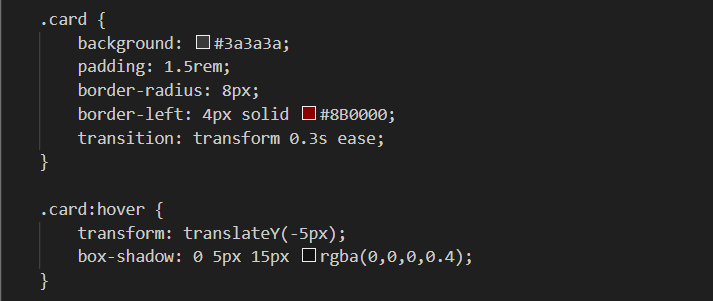 .card {
    background: #3a3a3a;
    padding: 1.5rem;
    border-radius: 8px;
    border-left: 4px solid #8B0000;
    transition: transform 0.3s ease;
}

.card:hover {
    transform: translateY(-5px);
    box-shadow: 0 5px 15px rgba(0,0,0,0.4);
}